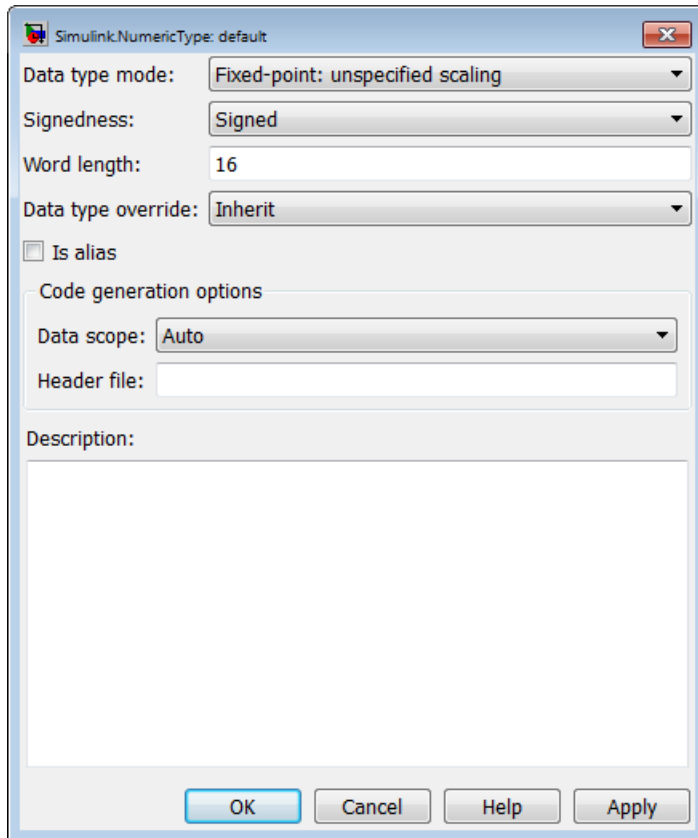 Simulink.NumericType: default
Data type mode: Fixed-point: unspecified scaling
Signedness: Signed
Word length: 16
Data type override: Inherit
Is alias
Code generation options
Data scope: Auto
Header file:
Description:
OK Cancel Help Apply